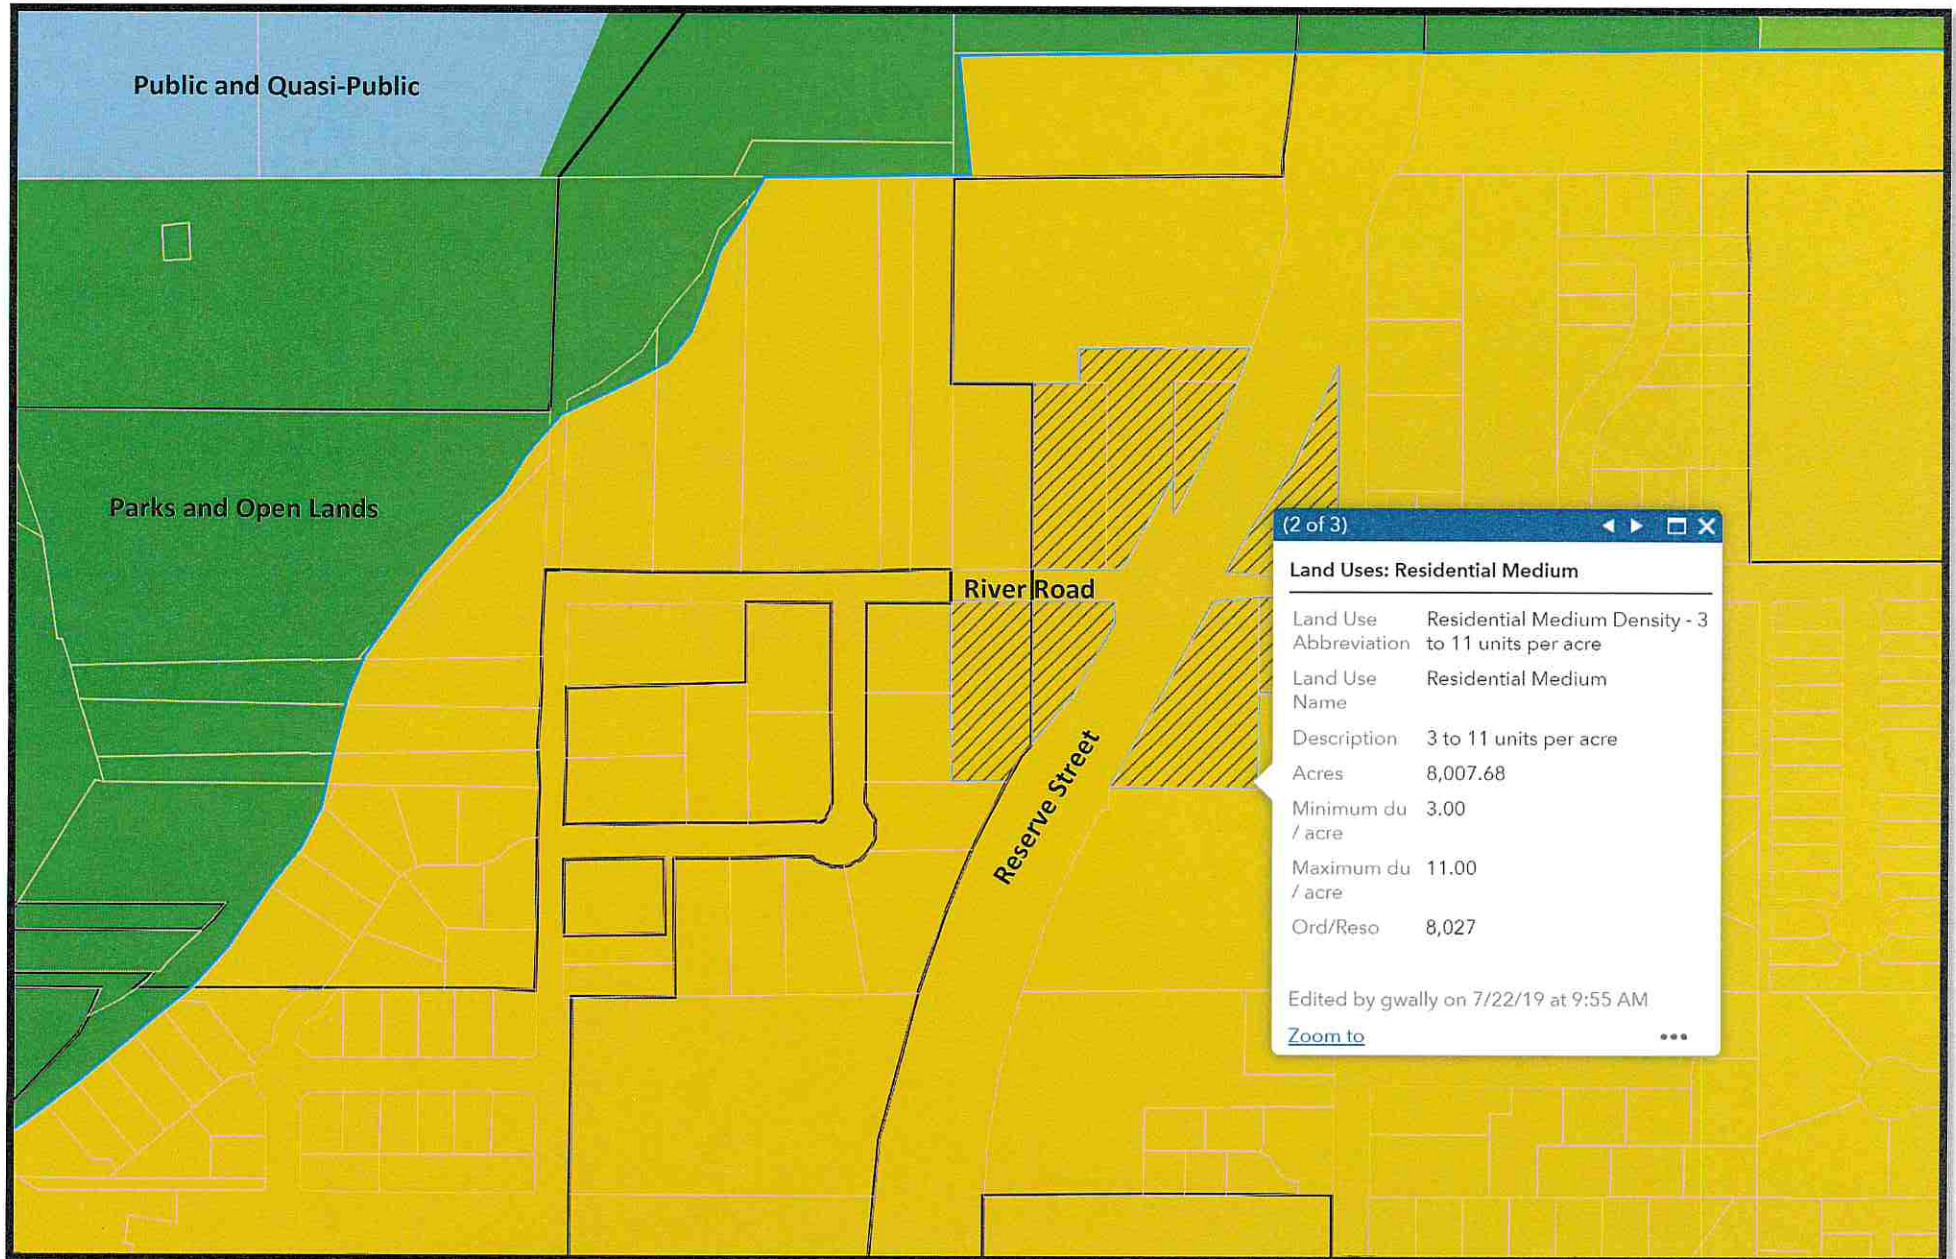 Public and Quasi-Public
Parks and Open Lands
River Road
Reserve Street
(2 of 3)
Land Uses: Residential Medium
Land Use Abbreviation Residential Medium Density - 3 to 11 units per acre
Land Use Name Residential Medium
Description 3 to 11 units per acre
Acres 8,007.68
Minimum du / acre 3.00
Maximum du / acre 11.00
Ord/Reso 8,027
Edited by gwally on 7/22/19 at 9:55 AM
Zoom to